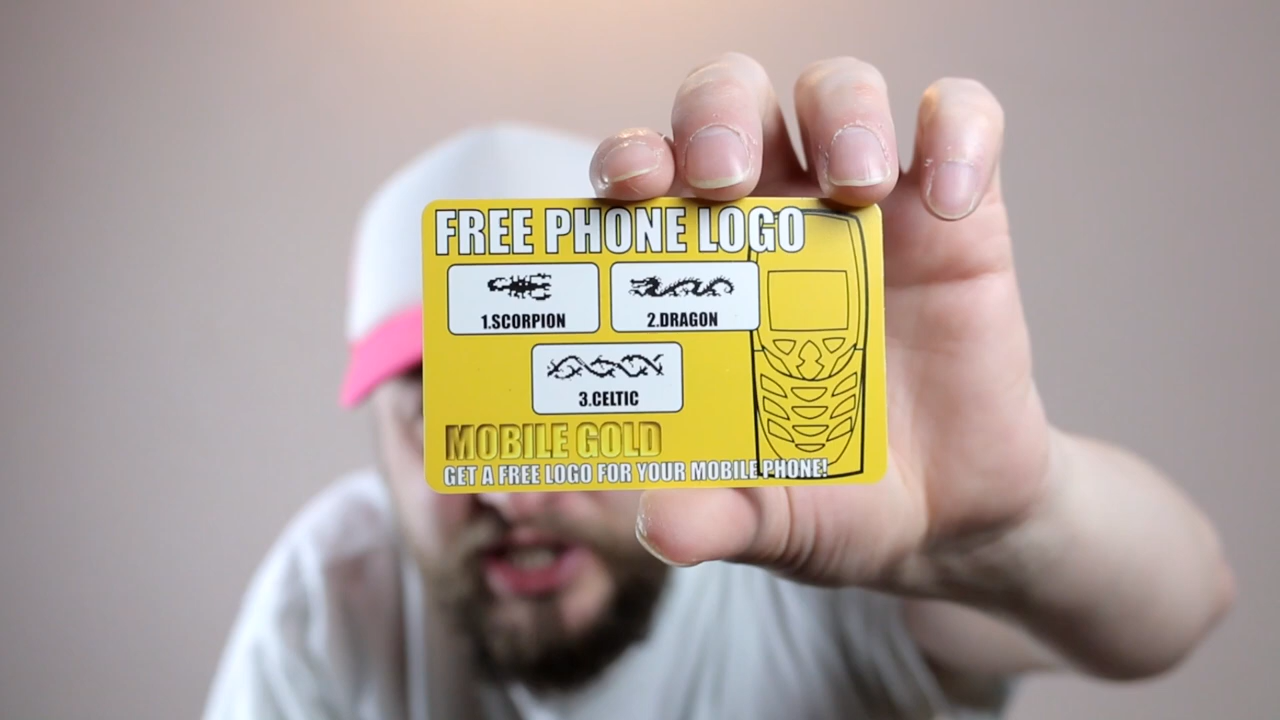 FREE PHONE LOGO
1.SCORPION
2.DRAGON
3.CELTIC
MOBILE GOLD
GET A FREE LOGO FOR YOUR MOBILE PHONE!